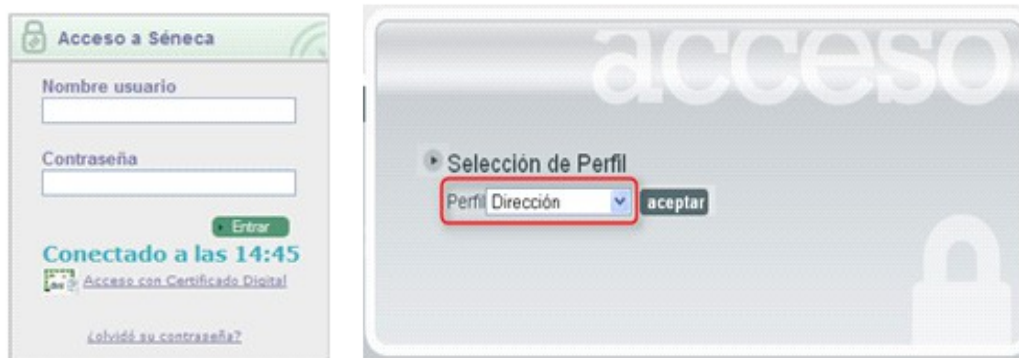 Acceso a Séneca
Nombre usuario
Contraseña
Entrar
Conectado a las 14:45
Acceso con Certificado Digital
¿olvidó su contraseña?
acceso
Selección de Perfil
Perfil Dirección aceptar